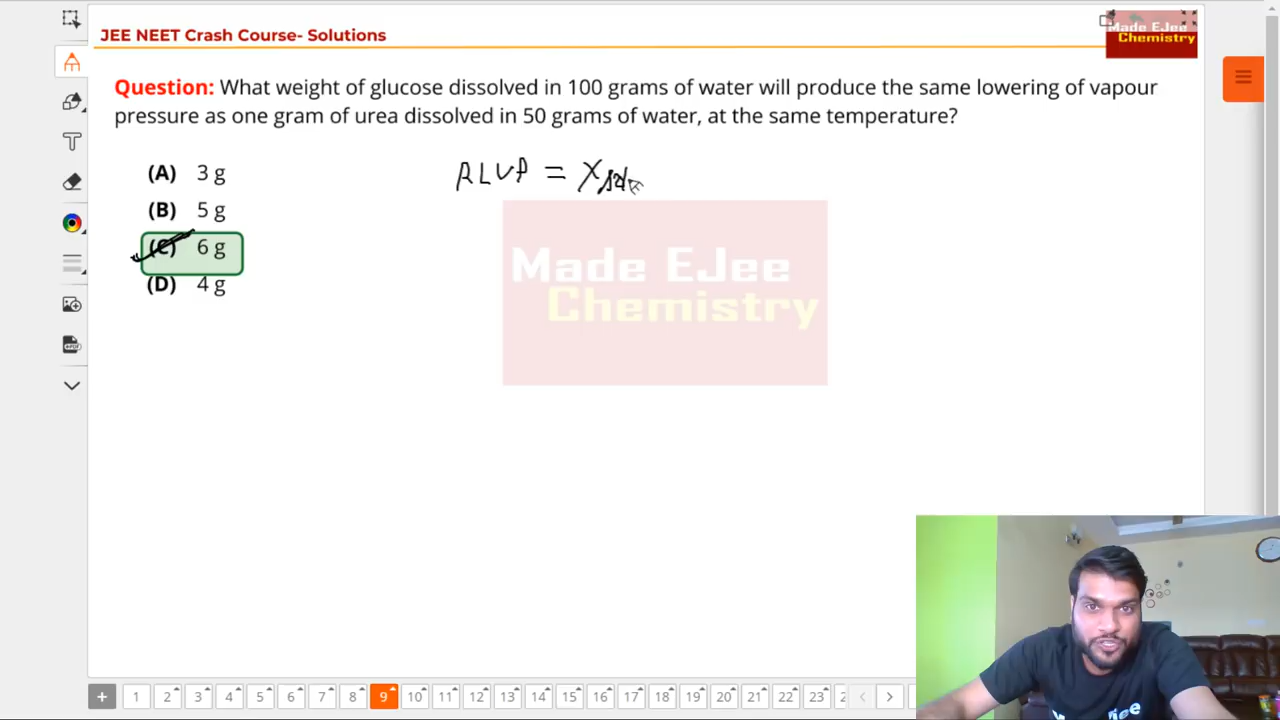 JEE NEET Crash Course- Solutions
Made EJee
Chemistry
Question: What weight of glucose dissolved in 100 grams of water will produce the same lowering of vapour
pressure as one gram of urea dissolved in 50 grams of water, at the same temperature?
(A) 3 g
(B) 5 g
(C) 6 g
(D) 4 g
RLVP = X
Made EJee
Chemistry
+ 1 2 3 4 5 6 7 8 9 10 11 12 13 14 15 16 17 18 19 20 21 22 23 2